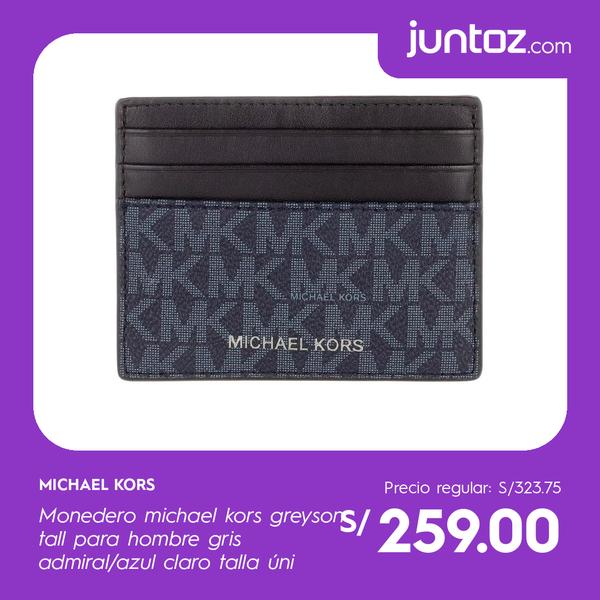 juntoz.com
MICHAEL KORS
MICHAEL KORS
MICHAEL KORS
Precio regular: S/323.75
Monedero michael kors greyson
tall para hombre gris
admiral/azul claro talla úni
S/ 259.00